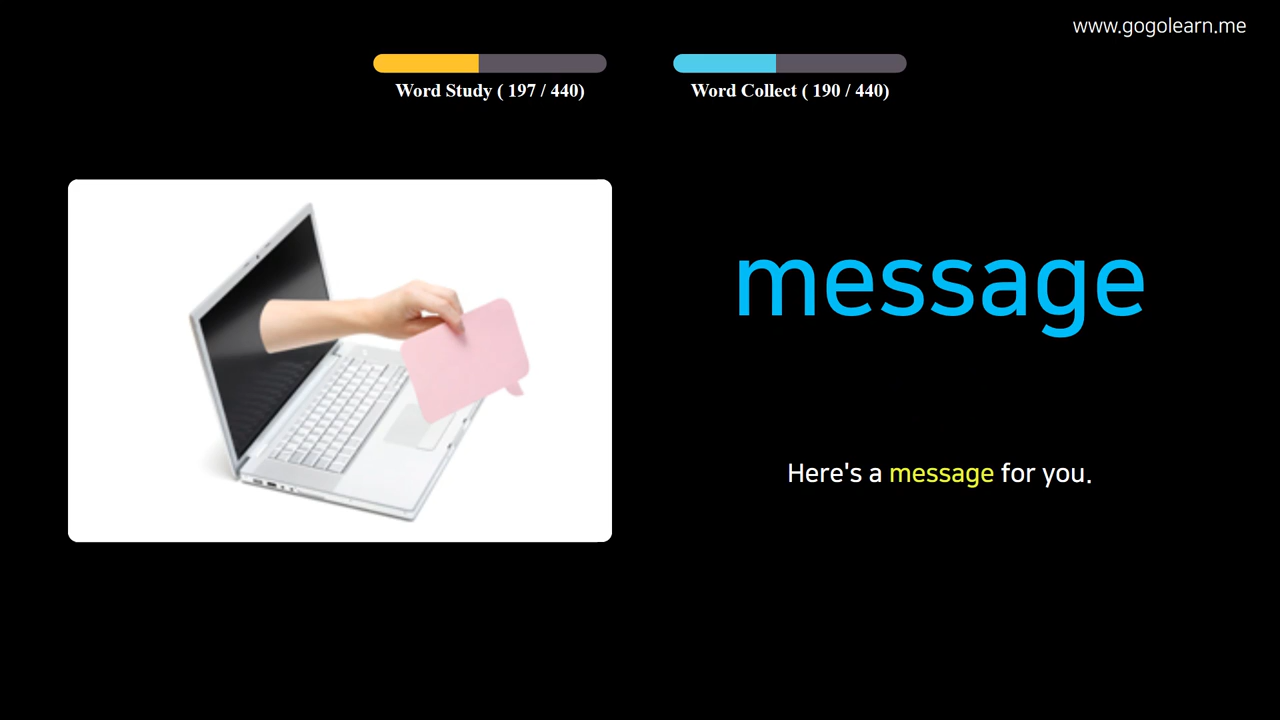 www.gogolearn.me
Word Study ( 197 / 440)
Word Collect ( 190 / 440)
message
Here's a message for you.